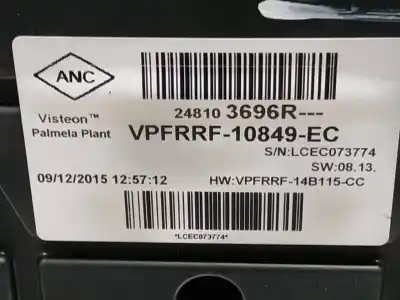 ANC
Visteon™
Palmela Plant
24810 3696R---
VPFRRF-10849-EC
S/N:LCEC073774
SW:08.13.
09/12/2015 12:57:12
HW:VPFRRF-14B115-CC
*LCEC073774*